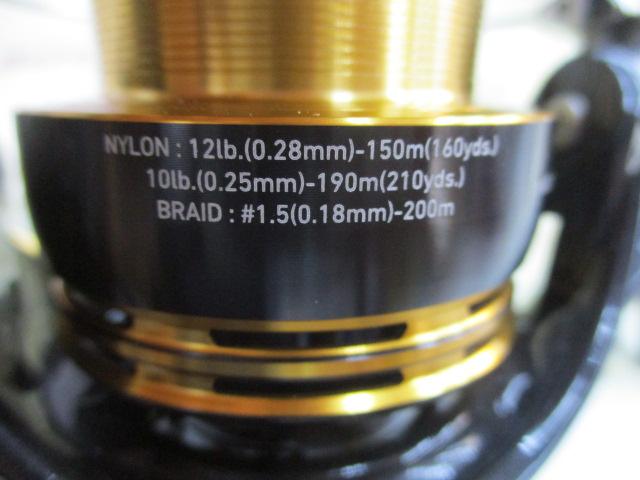 NYLON : 12lb.(0.28mm)-150m(160yds.)
10lb.(0.25mm)-190m(210yds.)
BRAID : #1.5(0.18mm)-200m